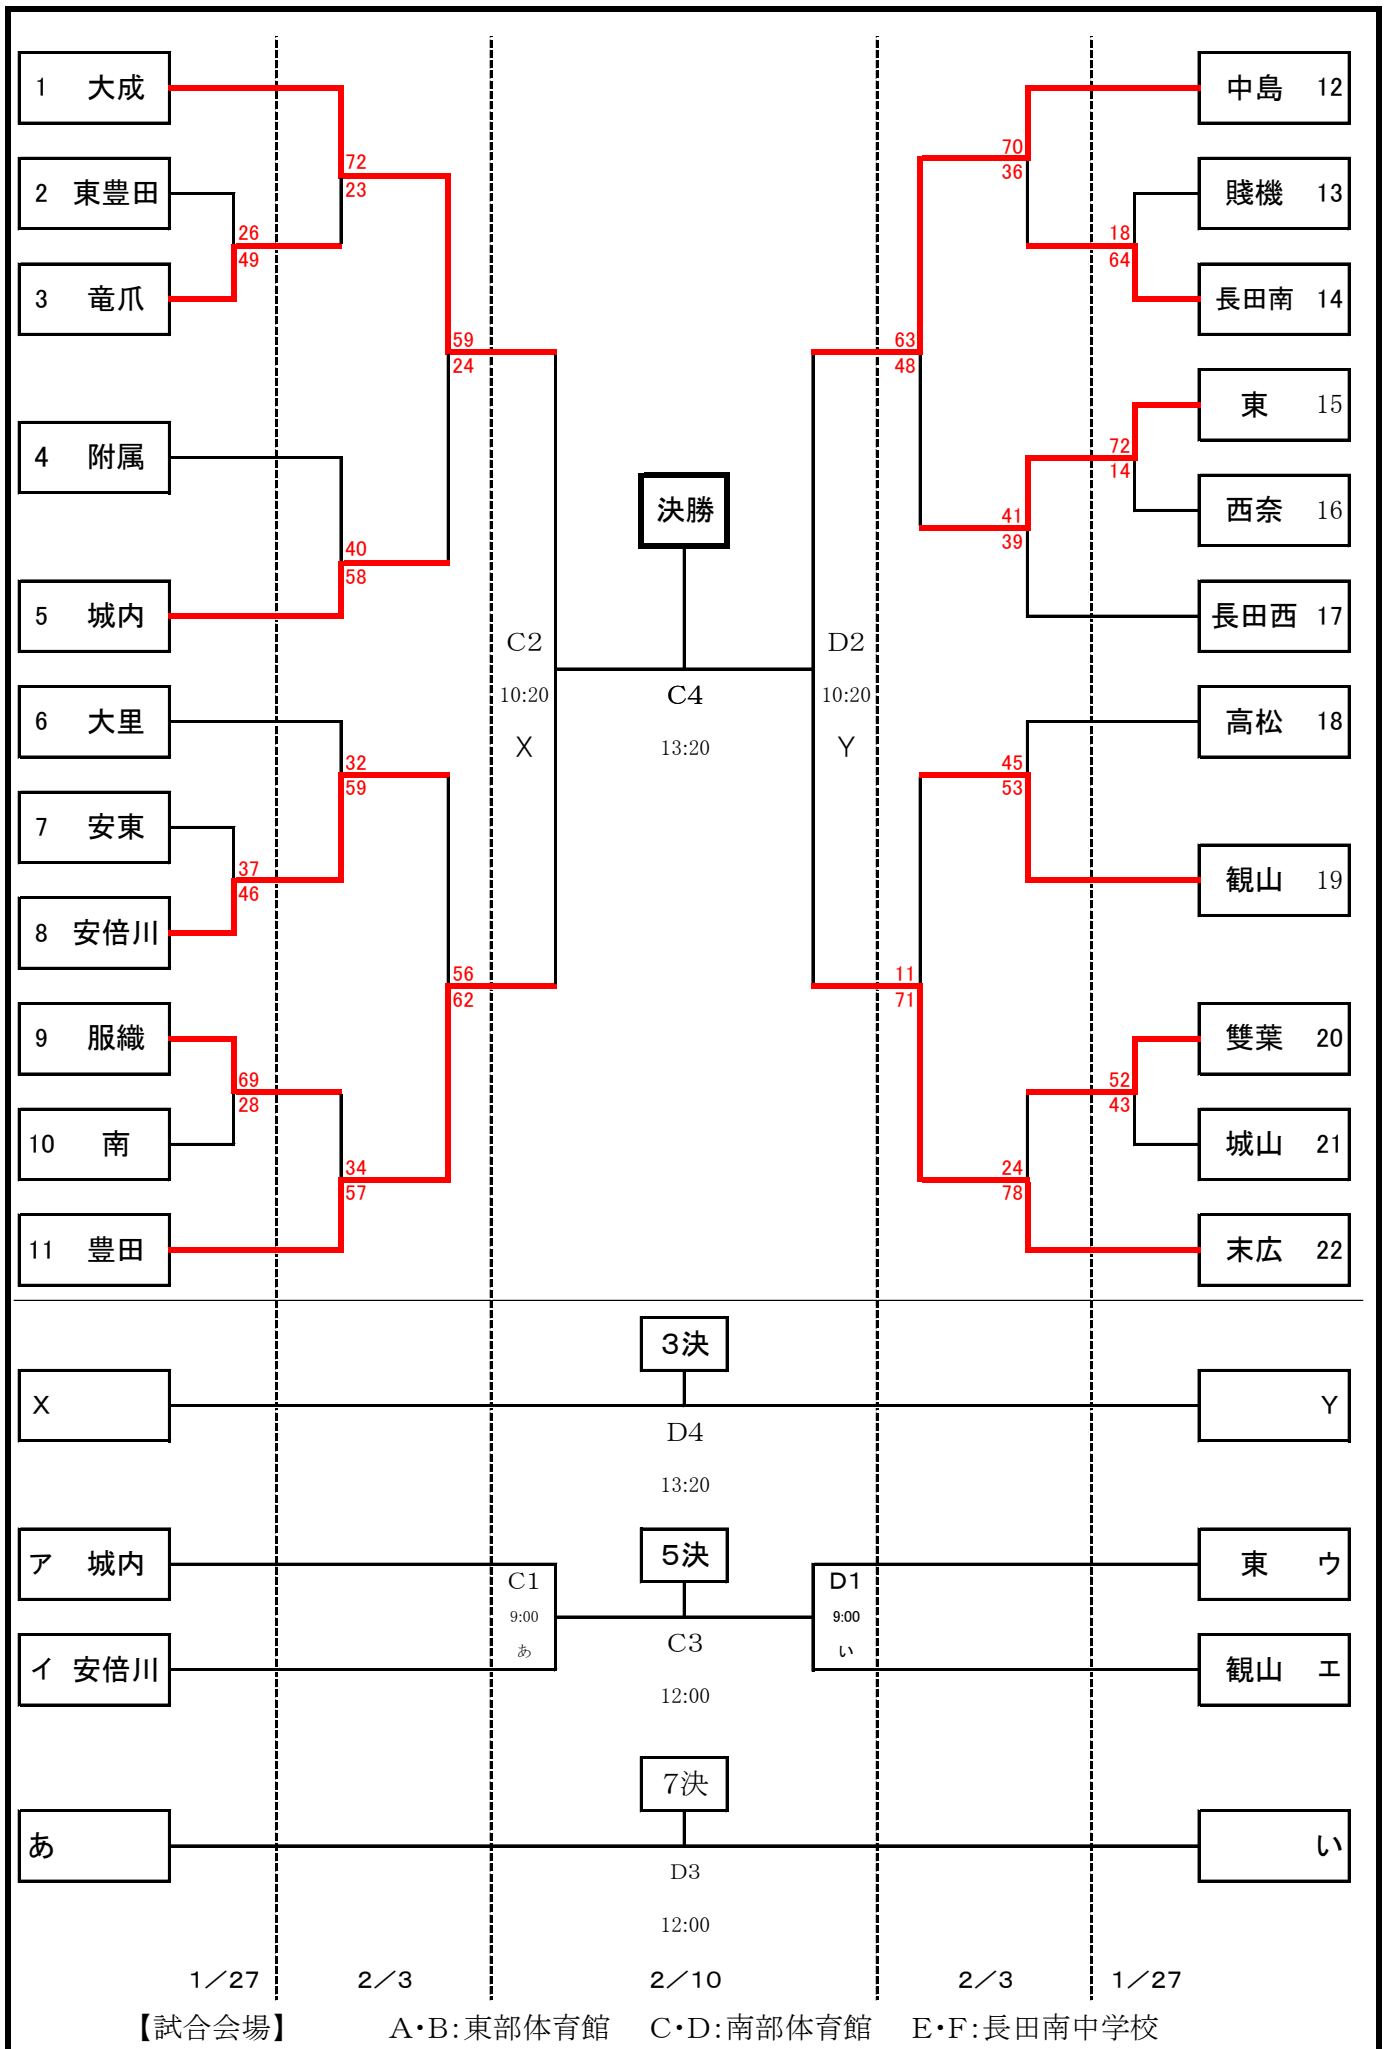 1 大成
中島 12
72
23
70
36
2 東豊田
賤機 13
26
49
18
64
3 竜爪
長田南 14
59
24
63
48
東 15
4 附属
72
14
決勝
西奈 16
40
58
41
39
5 城内
長田西 17
C2
D2
10:20
C4
10:20
X
13:20
Y
6 大里
高松 18
32
59
45
53
7 安東
37
46
観山 19
8 安倍川
56
62
11
71
9 服織
雙葉 20
69
28
52
43
10 南
城山 21
34
57
24
78
11 豊田
末広 22
3決
X
Y
D4
13:20
ア 城内
5決
東 ウ
C1
D1
9:00
9:00
あ
C3
い
イ 安倍川
観山 エ
12:00
7決
あ
い
D3
12:00
1/27 2/3 2/10 2/3 1/27
【試合会場】 A・B:東部体育館 C・D:南部体育館 E・F:長田南中学校